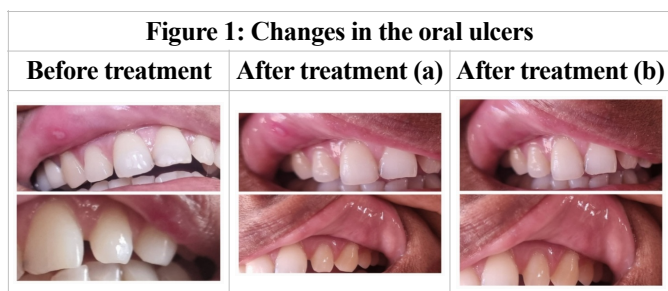 Figure 1: Changes in the oral ulcers
Before treatment After treatment (a) After treatment (b)